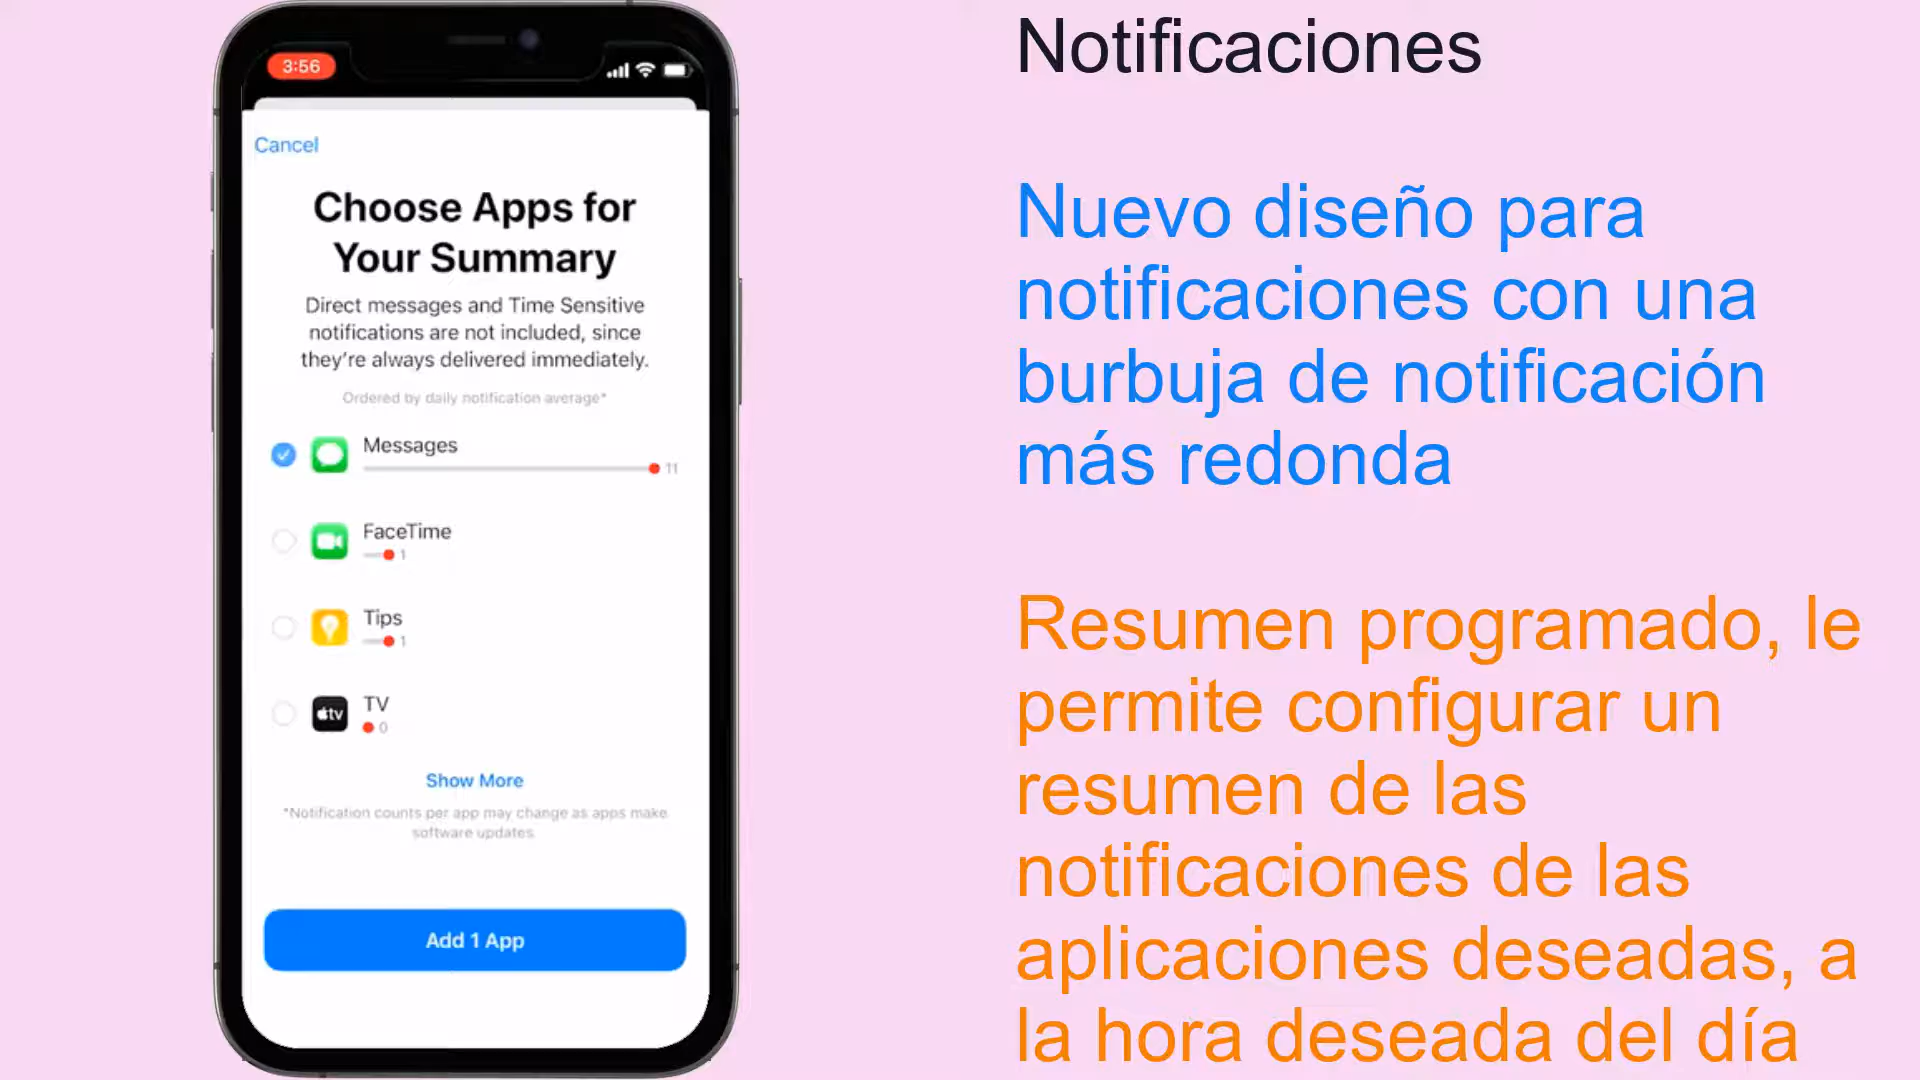 3:56
Cancel
Choose Apps for
Your Summary
Direct messages and Time Sensitive
notifications are not included, since
they're always delivered immediately.
Ordered by daily notification average*
Messages
11
FaceTime
1
Tips
1
tv
TV
0
Show More
*Notification counts per app may change as apps make
software updates.
Add 1 App
Notificaciones
Nuevo diseño para
notificaciones con una
burbuja de notificación
más redonda
Resumen programado, le
permite configurar un
resumen de las
notificaciones de las
aplicaciones deseadas, a
la hora deseada del día